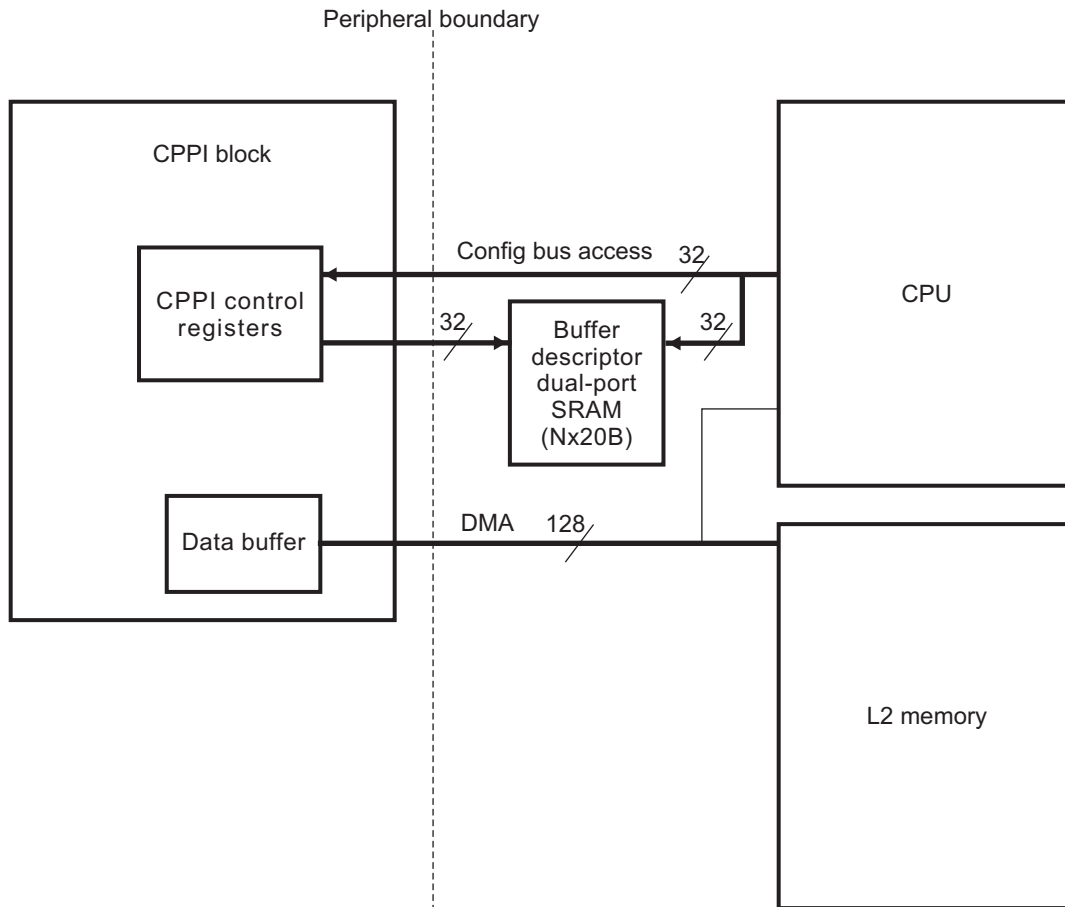 Peripheral boundary
CPPI block
Config bus access
32
CPPI control
registers
32
Buffer
descriptor
dual-port
SRAM
(Nx20B)
32
CPU
Data buffer
DMA
128
L2 memory